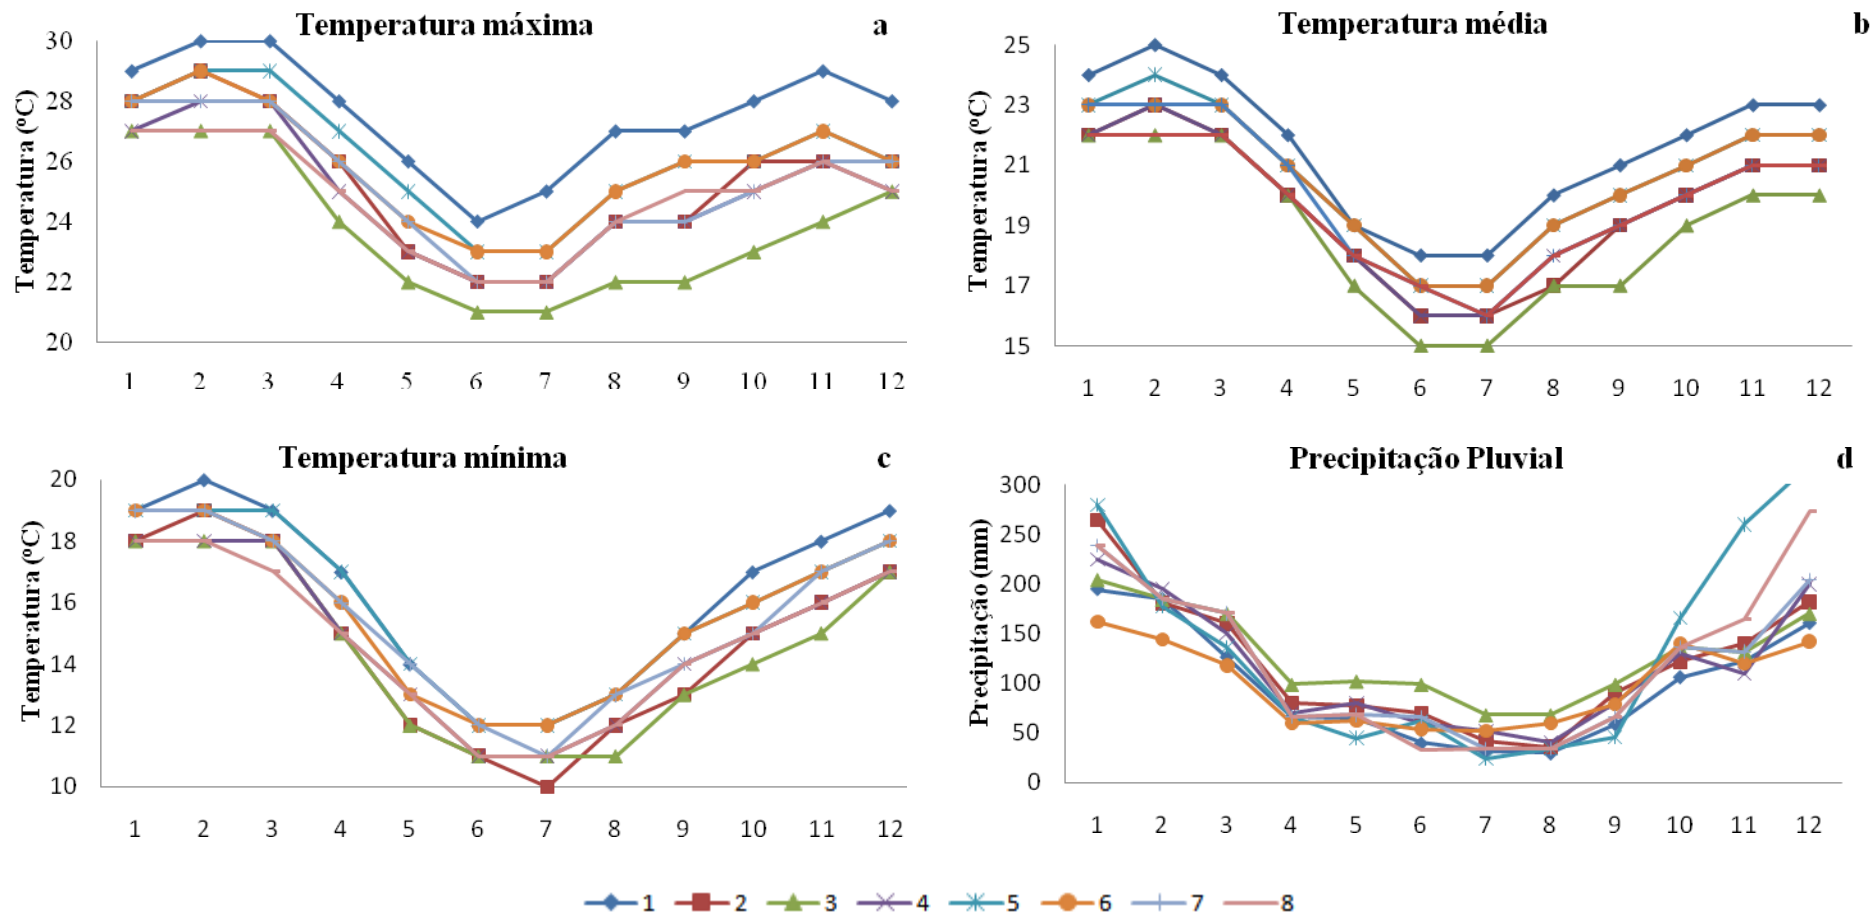 Temperatura máxima a
30
28
26
24
22
20
Temperatura (ºC)
1 2 3 4 5 6 7 8 9 10 11 12
Temperatura média b
25
23
21
19
17
15
Temperatura (ºC)
1 2 3 4 5 6 7 8 9 10 11 12
Temperatura mínima c
20
18
16
14
12
10
Temperatura (ºC)
1 2 3 4 5 6 7 8 9 10 11 12
Precipitação Pluvial d
300
250
200
150
100
50
0
Precipitação (mm)
1 2 3 4 5 6 7 8 9 10 11 12
1 2 3 4 5 6 7 8